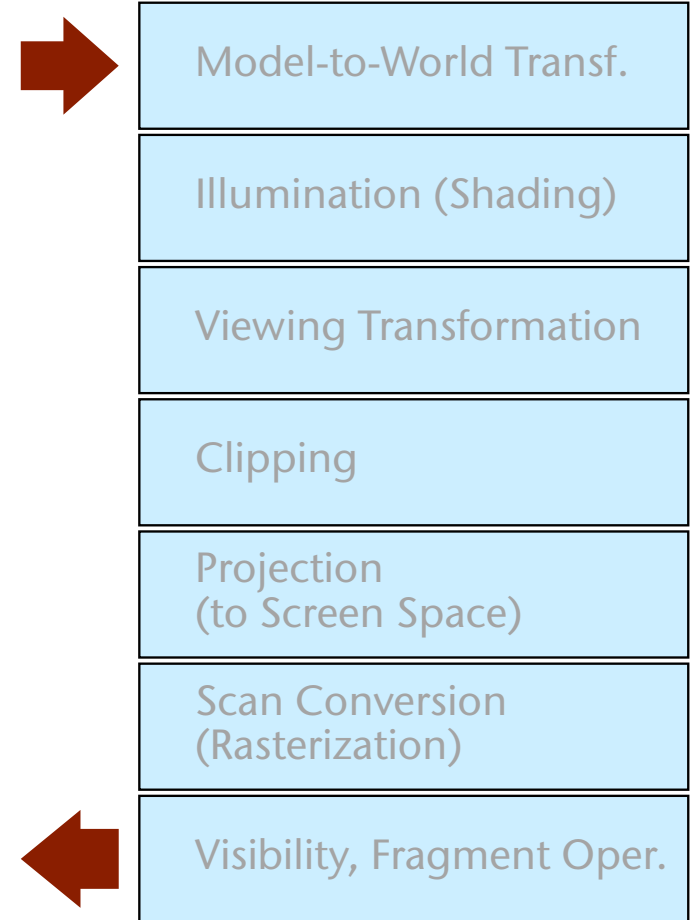 Model-to-World Transf.
Illumination (Shading)
Viewing Transformation
Clipping
Projection
(to Screen Space)
Scan Conversion
(Rasterization)
Visibility, Fragment Oper.